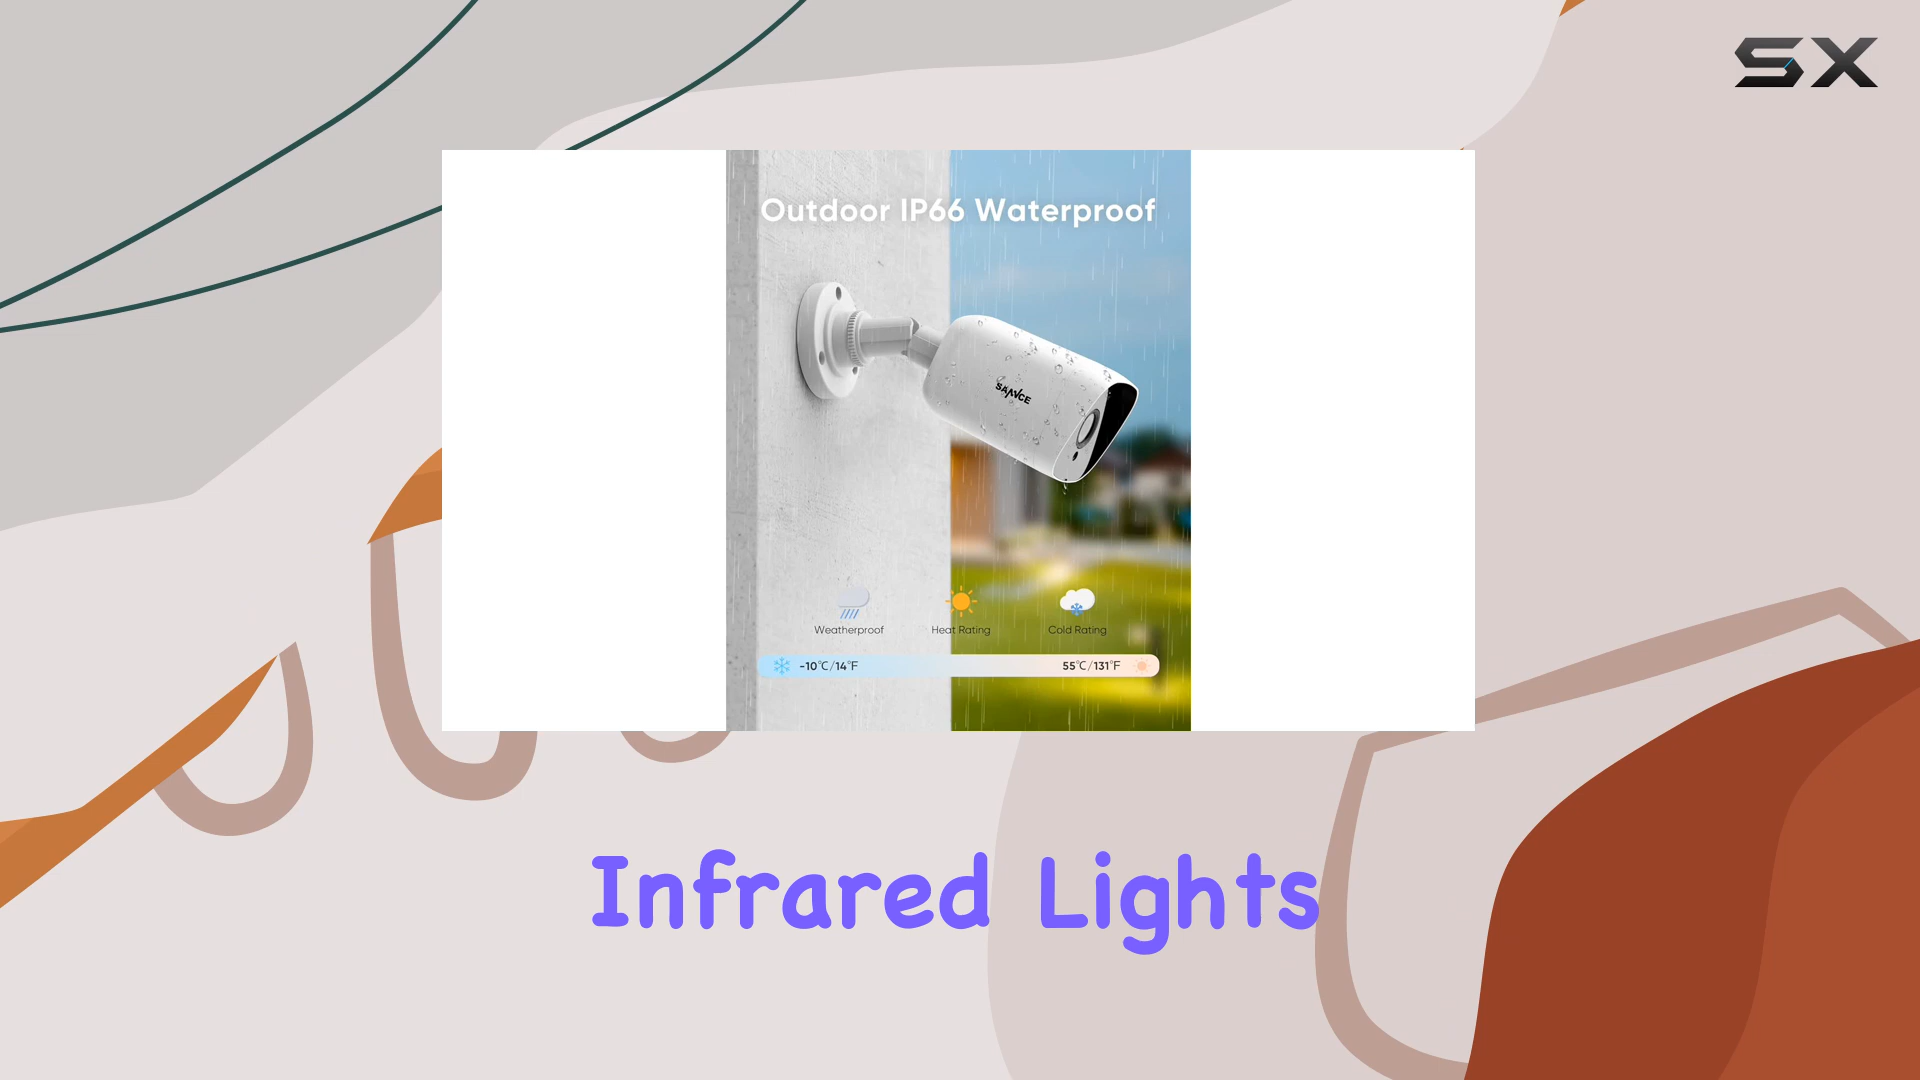 SX
Outdoor IP66 Waterproof
SANNCE
Weatherproof Heat Rating Cold Rating
-10°C/14°F 55°C/131°F
Infrared Lights